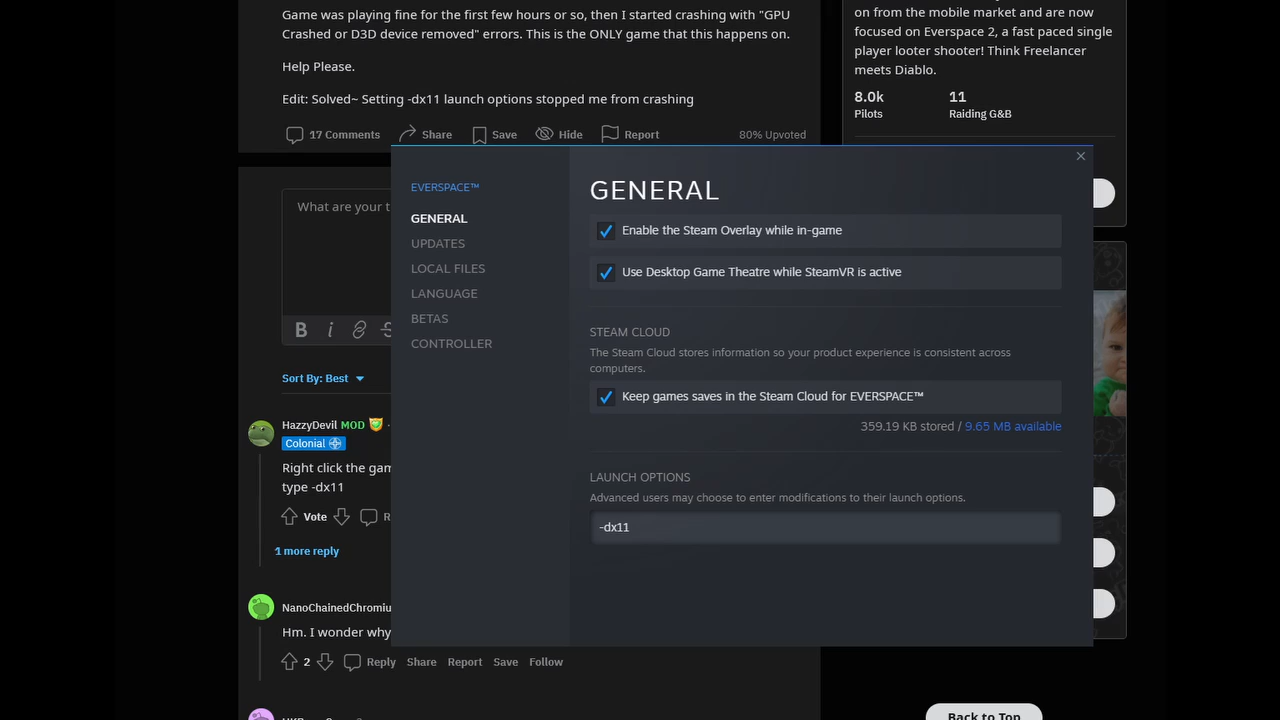 Game was playing fine for the first few hours or so, then I started crashing with "GPU
Crashed or D3D device removed" errors. This is the ONLY game that this happens on.
Help Please.
Edit: Solved~ Setting -dx11 launch options stopped me from crashing
17 Comments Share Save Hide Report 80% Upvoted
on from the mobile market and are now
focused on Everspace 2, a fast paced single
player looter shooter! Think Freelancer
meets Diablo.
8.0k 11
Pilots Raiding G&B
What are your t
B i
Sort By: Best
HazzyDevil MOD
Colonial
Right click the gam
type -dx11
Vote R
1 more reply
NanoChainedChromiu
Hm. I wonder why
2 Reply Share Report Save Follow
EVERSPACE™
GENERAL
UPDATES
LOCAL FILES
LANGUAGE
BETAS
CONTROLLER
GENERAL
Enable the Steam Overlay while in-game
Use Desktop Game Theatre while SteamVR is active
STEAM CLOUD
The Steam Cloud stores information so your product experience is consistent across
computers.
Keep games saves in the Steam Cloud for EVERSPACE™
359.19 KB stored / 9.65 MB available
LAUNCH OPTIONS
Advanced users may choose to enter modifications to their launch options.
-dx11
Back to Top